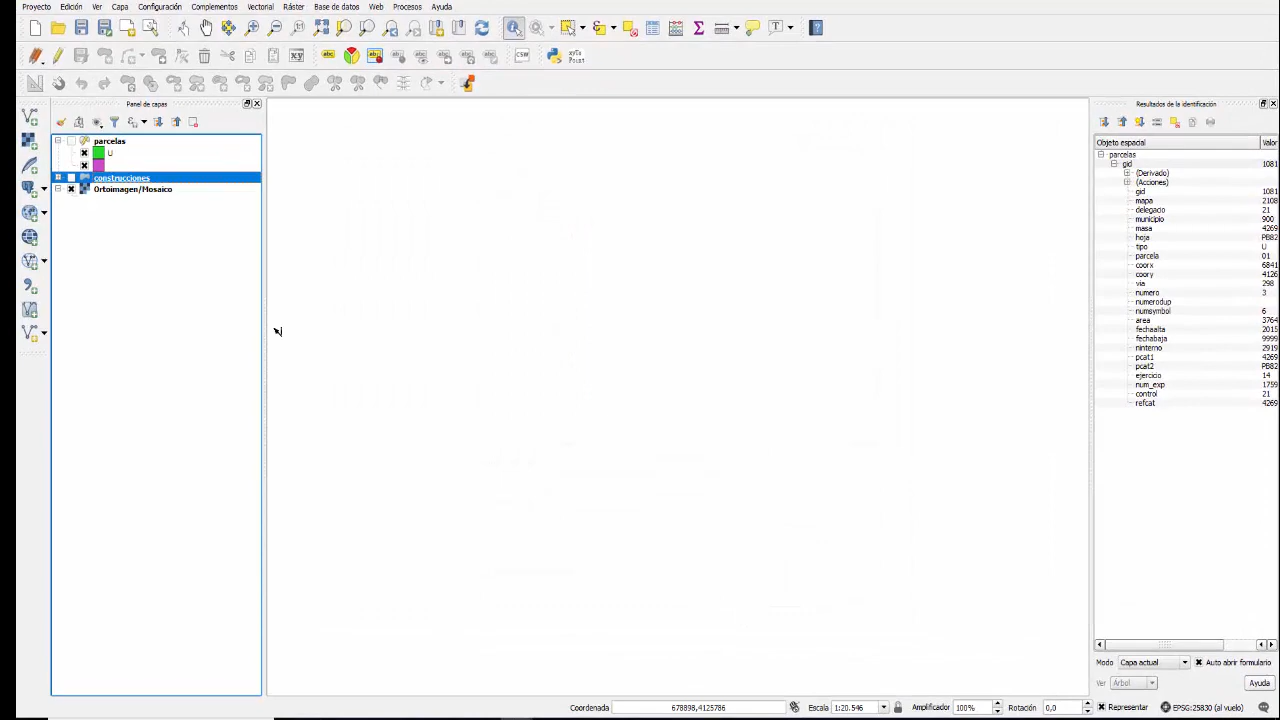 Proyecto Edición Ver Capa Configuración Complementos Vectorial Ráster Base de datos Web Procesos Ayuda
abc abc CSW xyTo Point
Panel de capas
parcelas
U
construcciones
Ortoimagen/Mosaico
Resultados de la identificación
Objeto espacial Valor
parcelas
gid 1081
(Derivado)
(Acciones)
gid 1081
mapa 2108
delegacio 21
municipio 900
masa 4269
hoja PB82
tipo U
parcela 01
coorx 6841
coory 4126
via 298
numero 3
numerodup
numsymbol 6
area 3764
fechaalta 2015
fechabaja 9999
ninterno 2919
pcat1 4269
pcat2 PB82
ejercicio 14
num_exp 1759
control 21
refcat 4269
Modo Capa actual Auto abrir formulario
Ver Árbol Ayuda
Coordenada 678898,4125786 Escala 1:20.546 Amplificador 100% Rotación 0,0 Representar EPSG:25830 (al vuelo)